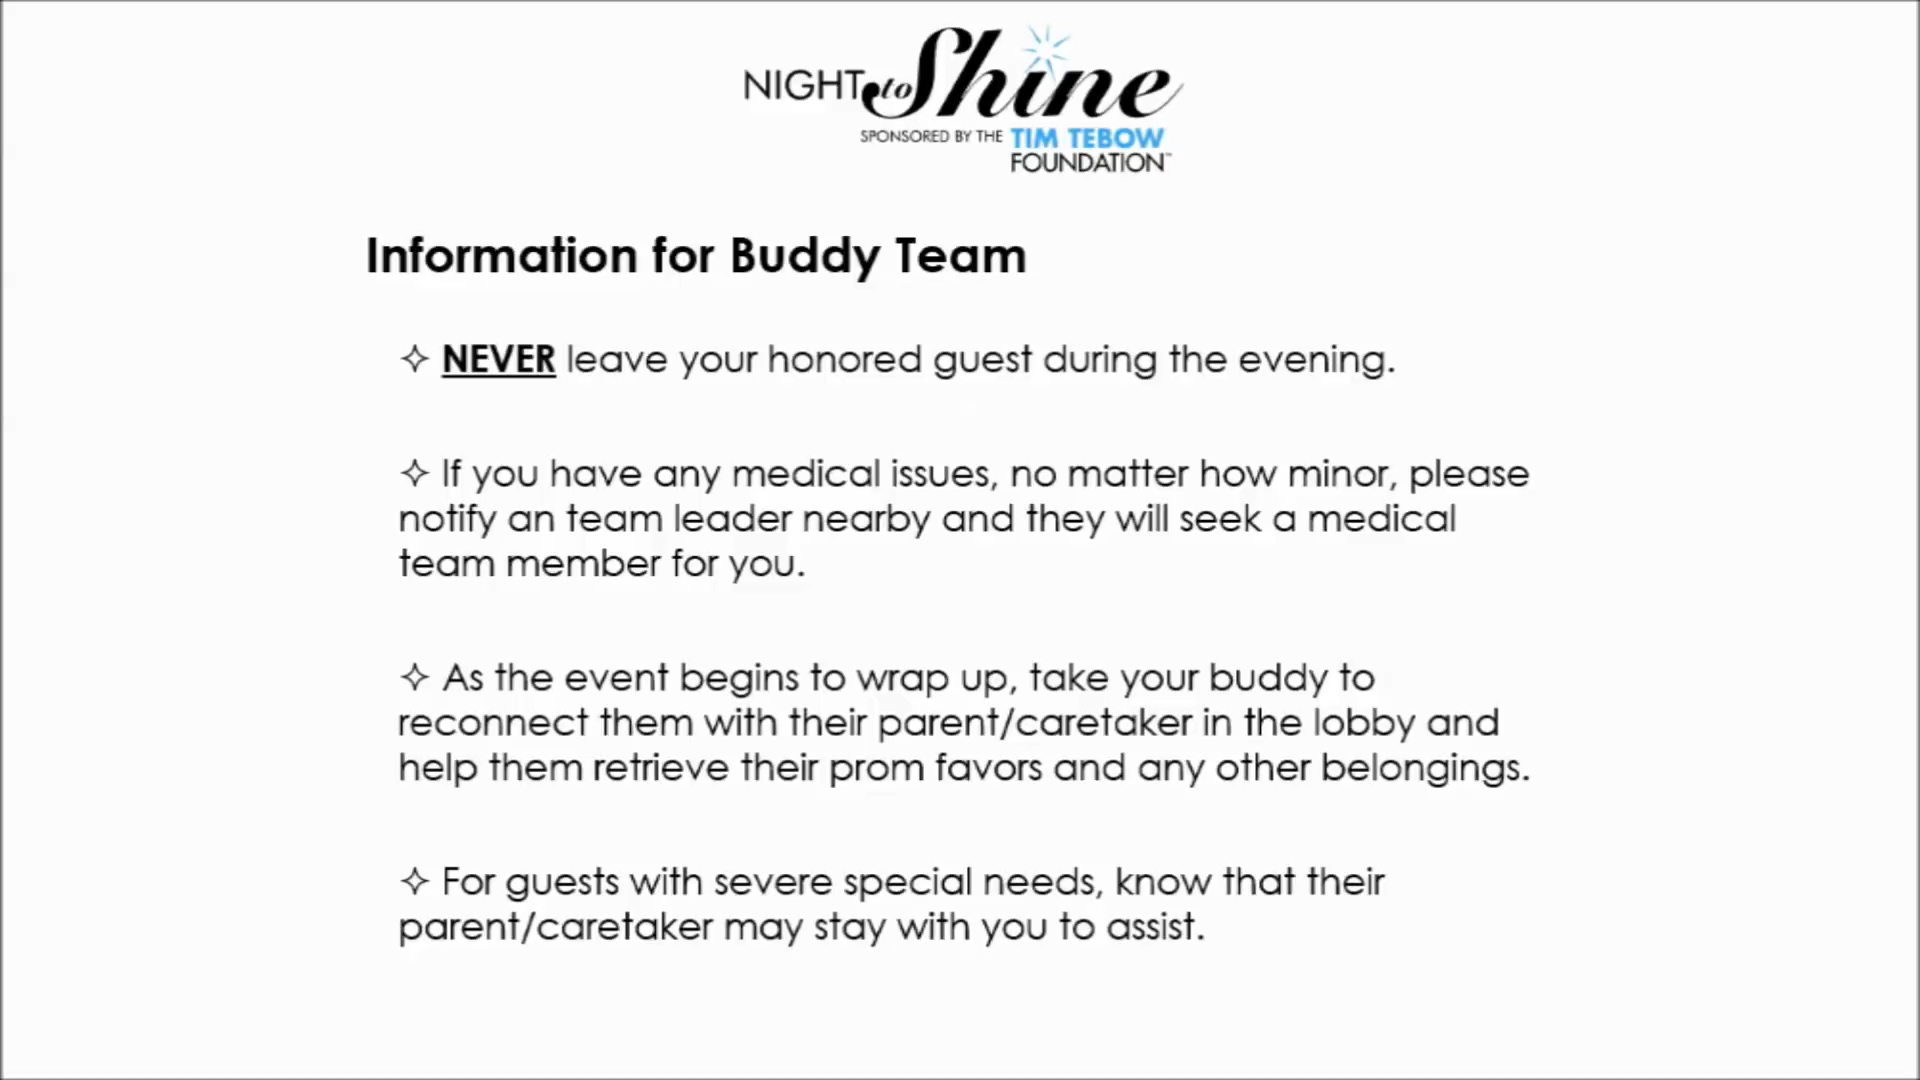 NIGHT to Shine
SPONSORED BY THE TIM TEBOW
FOUNDATION™
Information for Buddy Team
✧ NEVER leave your honored guest during the evening.
✧ If you have any medical issues, no matter how minor, please
notify an team leader nearby and they will seek a medical
team member for you.
✧ As the event begins to wrap up, take your buddy to
reconnect them with their parent/caretaker in the lobby and
help them retrieve their prom favors and any other belongings.
✧ For guests with severe special needs, know that their
parent/caretaker may stay with you to assist.